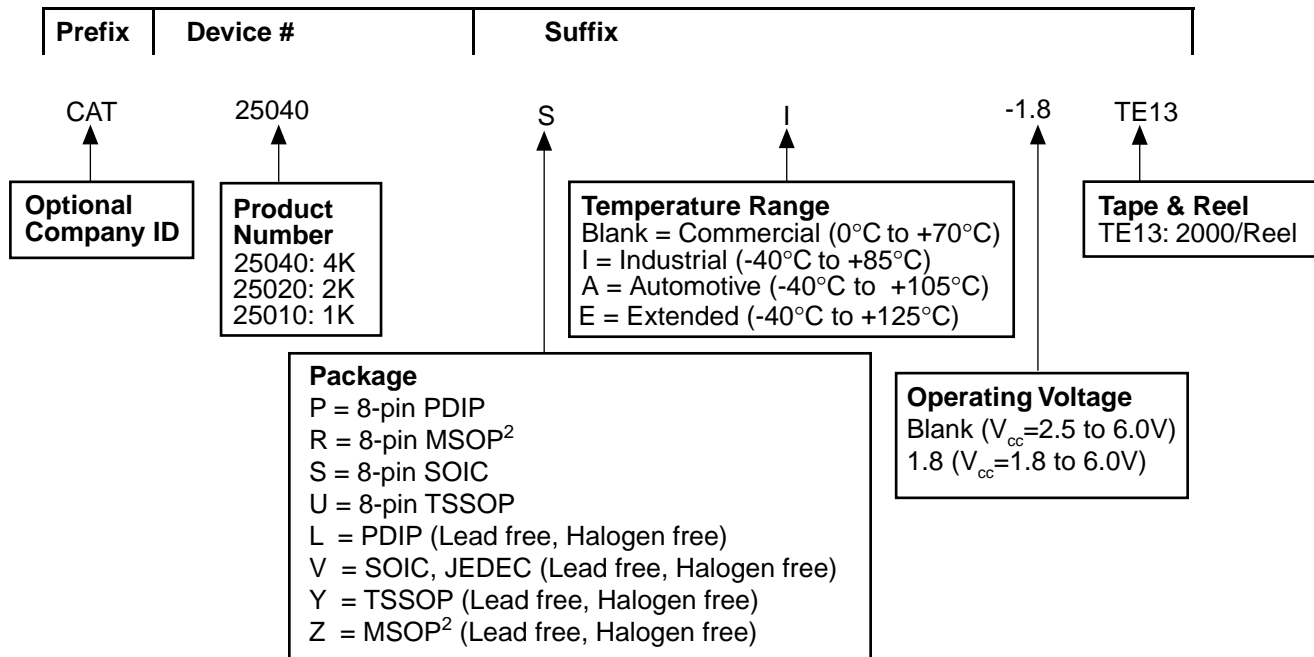 Prefix Device # Suffix
CAT 25040 S I -1.8 TE13
Optional
Company ID
Product
Number
25040: 4K
25020: 2K
25010: 1K
Temperature Range
Blank = Commercial (0°C to +70°C)
I = Industrial (-40°C to +85°C)
A = Automotive (-40°C to +105°C)
E = Extended (-40°C to +125°C)
Tape & Reel
TE13: 2000/Reel
Package
P = 8-pin PDIP
R = 8-pin MSOP²
S = 8-pin SOIC
U = 8-pin TSSOP
L = PDIP (Lead free, Halogen free)
V = SOIC, JEDEC (Lead free, Halogen free)
Y = TSSOP (Lead free, Halogen free)
Z = MSOP² (Lead free, Halogen free)
Operating Voltage
Blank (Vcc=2.5 to 6.0V)
1.8 (Vcc=1.8 to 6.0V)